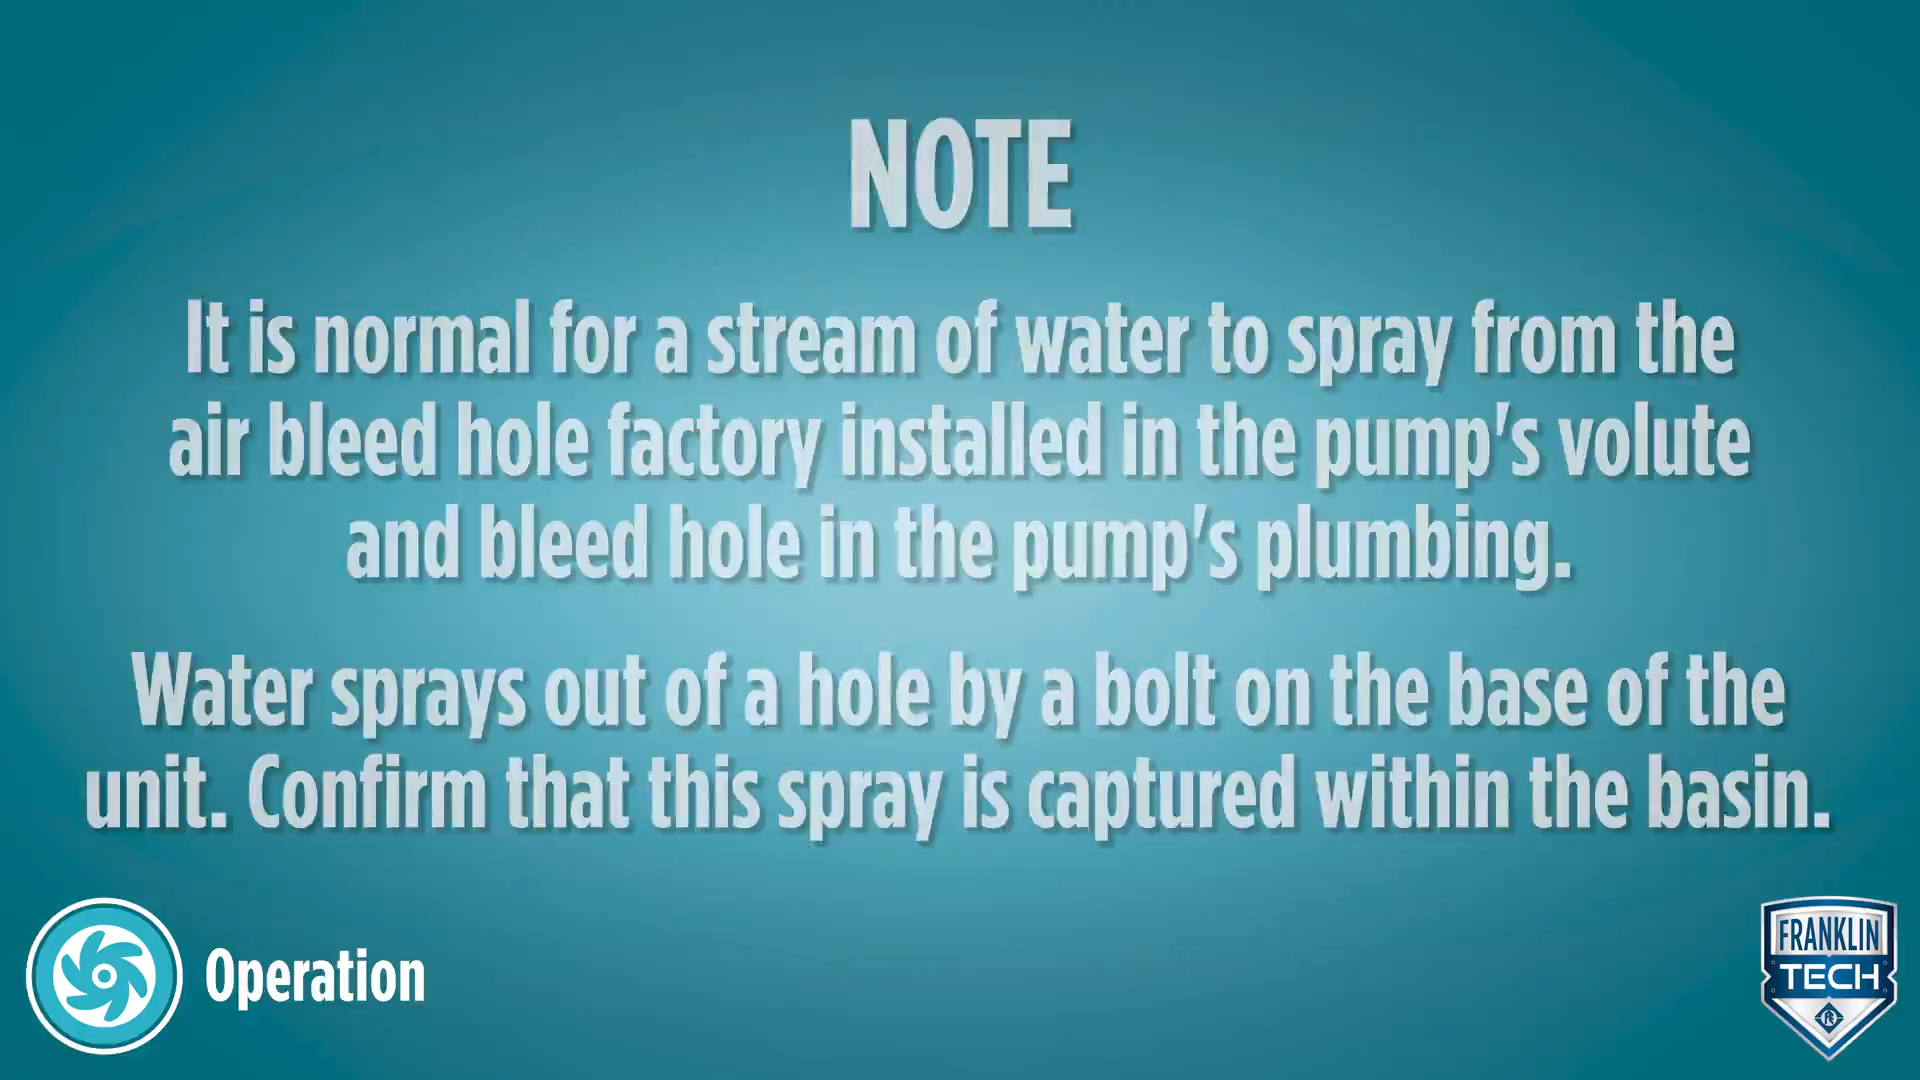 NOTE
It is normal for a stream of water to spray from the
air bleed hole factory installed in the pump's volute
and bleed hole in the pump's plumbing.
Water sprays out of a hole by a bolt on the base of the
unit. Confirm that this spray is captured within the basin.
Operation
FRANKLIN
TECH